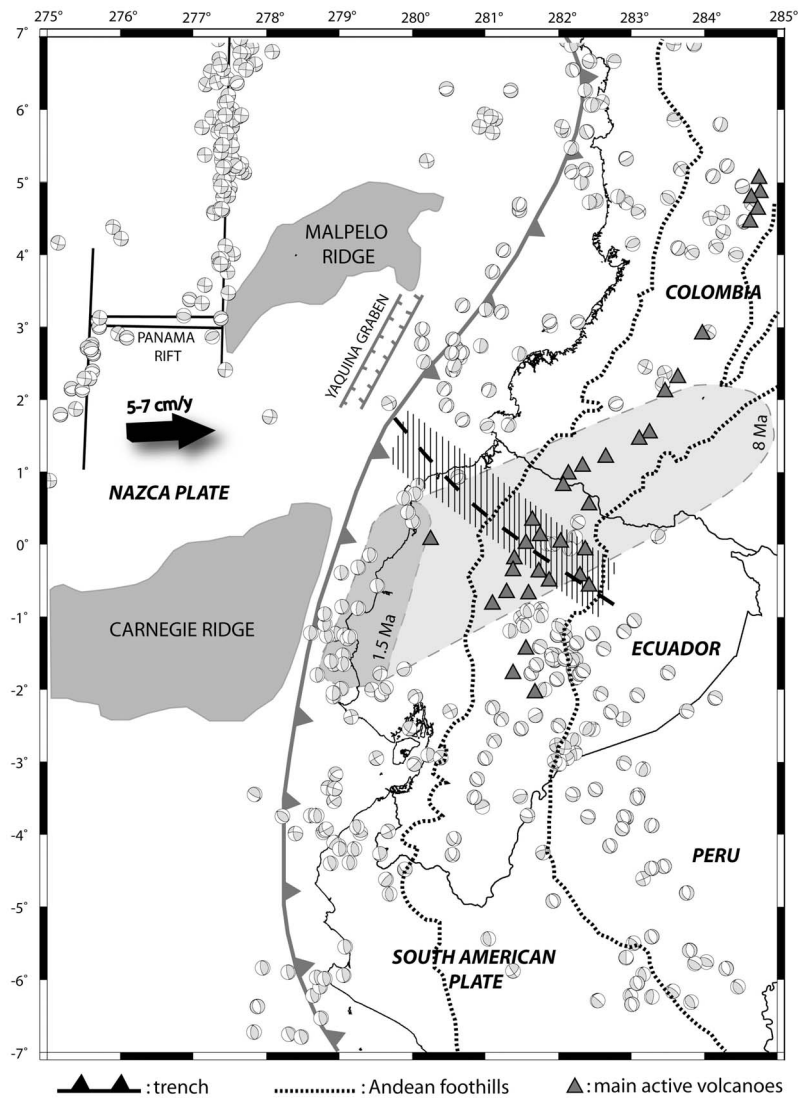 275° 276° 277° 278° 279° 280° 281° 282° 283° 284° 285°
7°
6°
5°
4°
3°
2°
1°
0°
-1°
-2°
-3°
-4°
-5°
-6°
-7°
MALPELO
RIDGE
COLOMBIA
YAQUINA GRABEN
PANAMA
RIFT
5-7 cm/y
8 Ma
NAZCA PLATE
CARNEGIE RIDGE
1.5 Ma
ECUADOR
PERU
SOUTH AMERICAN
PLATE
: trench : Andean foothills : main active volcanoes